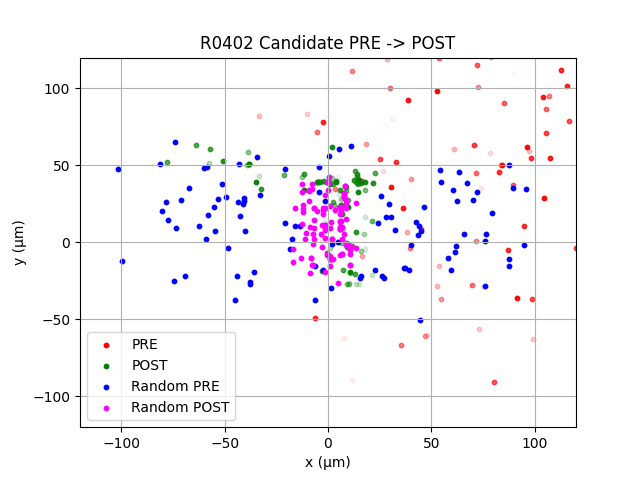 R0402 Candidate PRE -> POST
100
50
0
−50
−100
y (μm)
PRE
POST
Random PRE
Random POST
−100
−50
0
50
100
x (μm)